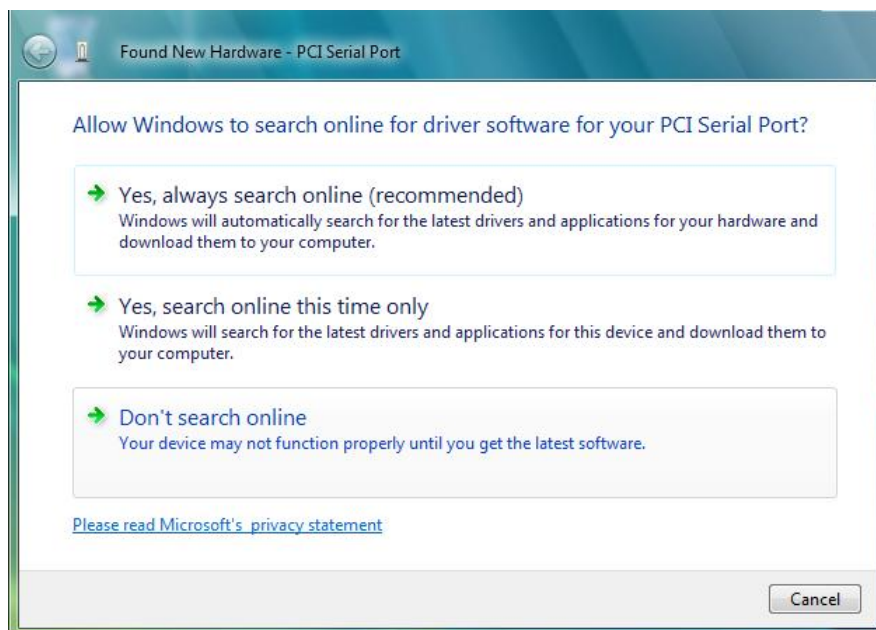 Found New Hardware - PCI Serial Port
Allow Windows to search online for driver software for your PCI Serial Port?
Yes, always search online (recommended)
Windows will automatically search for the latest drivers and applications for your hardware and
download them to your computer.
Yes, search online this time only
Windows will search for the latest drivers and applications for this device and download them to
your computer.
Don't search online
Your device may not function properly until you get the latest software.
Please read Microsoft's privacy statement
Cancel